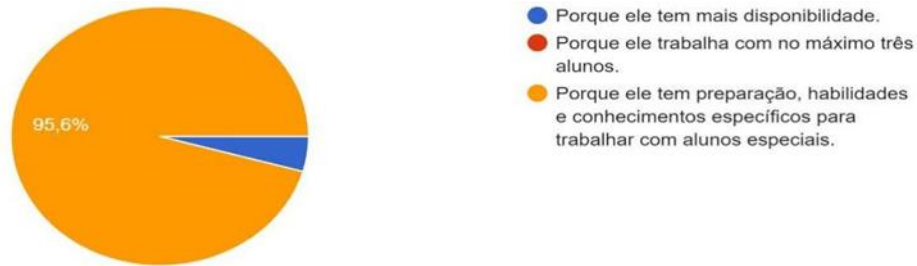 95,6%
Porque ele tem mais disponibilidade.
Porque ele trabalha com no máximo três
alunos.
Porque ele tem preparação, habilidades
e conhecimentos específicos para
trabalhar com alunos especiais.